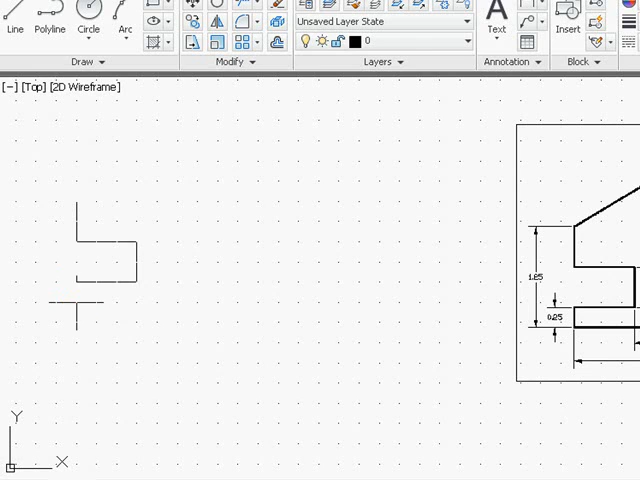 Line Polyline Circle Arc
Unsaved Layer State
0
Text
Insert
Draw Modify Layers Annotation Block
[−] [Top] [2D Wireframe]
1.25
0.25
Y
X